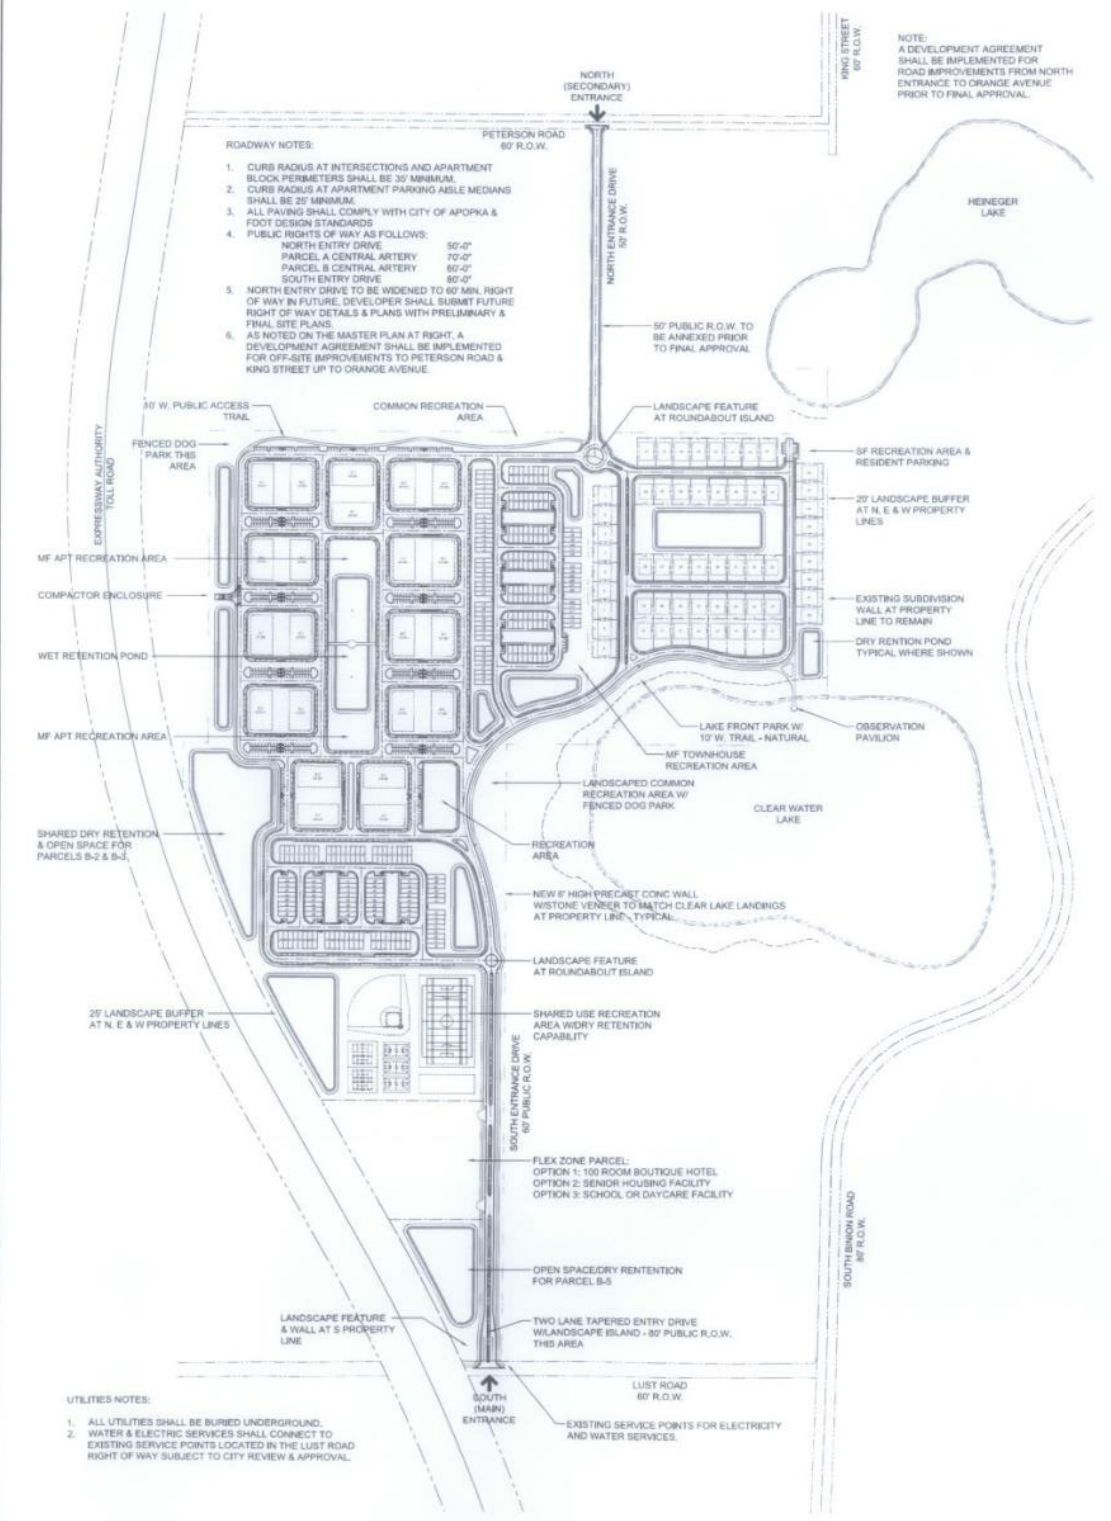 KING STREET
60' R.O.W.
NOTE:
A DEVELOPMENT AGREEMENT
SHALL BE IMPLEMENTED FOR
ROAD IMPROVEMENTS FROM NORTH
ENTRANCE TO ORANGE AVENUE
PRIOR TO FINAL APPROVAL.
NORTH
(SECONDARY)
ENTRANCE
PETERSON ROAD
60' R.O.W.
ROADWAY NOTES:
1. CURB RADIUS AT INTERSECTIONS AND APARTMENT
BLOCK PERIMETERS SHALL BE 35' MINIMUM.
2. CURB RADIUS AT APARTMENT PARKING AISLE MEDIANS
SHALL BE 25' MINIMUM.
3. ALL PAVING SHALL COMPLY WITH CITY OF APOPKA &
FDOT DESIGN STANDARDS
4. PUBLIC RIGHTS OF WAY AS FOLLOWS:
NORTH ENTRY DRIVE 50'-0"
PARCEL A CENTRAL ARTERY 70'-0"
PARCEL B CENTRAL ARTERY 60'-0"
SOUTH ENTRY DRIVE 80'-0"
5. NORTH ENTRY DRIVE TO BE WIDENED TO 60' MIN. RIGHT
OF WAY IN FUTURE, DEVELOPER SHALL SUBMIT FUTURE
RIGHT OF WAY DETAILS & PLANS WITH PRELIMINARY &
FINAL SITE PLANS.
6. AS NOTED ON THE MASTER PLAN AT RIGHT, A
DEVELOPMENT AGREEMENT SHALL BE IMPLEMENTED
FOR OFF-SITE IMPROVEMENTS TO PETERSON ROAD &
KING STREET UP TO ORANGE AVENUE.
NORTH ENTRANCE DRIVE
50' R.O.W.
HEINEGER
LAKE
50' PUBLIC R.O.W. TO
BE ANNEXED PRIOR
TO FINAL APPROVAL
10' W. PUBLIC ACCESS
TRAIL
COMMON RECREATION
AREA
LANDSCAPE FEATURE
AT ROUNDABOUT ISLAND
FENCED DOG
PARK THIS
AREA
SF RECREATION AREA &
RESIDENT PARKING
EXPRESSWAY AUTHORITY
TOLL ROAD
20' LANDSCAPE BUFFER
AT N, E & W PROPERTY
LINES
MF APT RECREATION AREA
COMPACTOR ENCLOSURE
EXISTING SUBDIVISION
WALL AT PROPERTY
LINE TO REMAIN
DRY RENTION POND
TYPICAL WHERE SHOWN
WET RETENTION POND
MF APT RECREATION AREA
LAKE FRONT PARK W/
10' W. TRAIL - NATURAL
OBSERVATION
PAVILION
MF TOWNHOUSE
RECREATION AREA
LANDSCAPED COMMON
RECREATION AREA W/
FENCED DOG PARK
CLEAR WATER
LAKE
SHARED DRY RETENTION
& OPEN SPACE FOR
PARCELS B-2 & B-3
RECREATION
AREA
NEW 6' HIGH PRECAST CONC WALL
W/STONE VENEER TO MATCH CLEAR LAKE LANDINGS
AT PROPERTY LINE - TYPICAL
LANDSCAPE FEATURE
AT ROUNDABOUT ISLAND
25' LANDSCAPE BUFFER
AT N, E & W PROPERTY LINES
SHARED USE RECREATION
AREA W/DRY RETENTION
CAPABILITY
SOUTH ENTRANCE DRIVE
60' PUBLIC R.O.W.
FLEX ZONE PARCEL:
OPTION 1: 100 ROOM BOUTIQUE HOTEL
OPTION 2: SENIOR HOUSING FACILITY
OPTION 3: SCHOOL OR DAYCARE FACILITY
SOUTH BINION ROAD
80' R.O.W.
OPEN SPACE/DRY RENTENTION
FOR PARCEL B-5
LANDSCAPE FEATURE
& WALL AT S PROPERTY
LINE
TWO LANE TAPERED ENTRY DRIVE
W/LANDSCAPE ISLAND - 80' PUBLIC R.O.W.
THIS AREA
LUST ROAD
60' R.O.W.
SOUTH
(MAIN)
ENTRANCE
UTILITIES NOTES:
1. ALL UTILITIES SHALL BE BURIED UNDERGROUND.
2. WATER & ELECTRIC SERVICES SHALL CONNECT TO
EXISTING SERVICE POINTS LOCATED IN THE LUST ROAD
RIGHT OF WAY SUBJECT TO CITY REVIEW & APPROVAL.
EXISTING SERVICE POINTS FOR ELECTRICITY
AND WATER SERVICES.